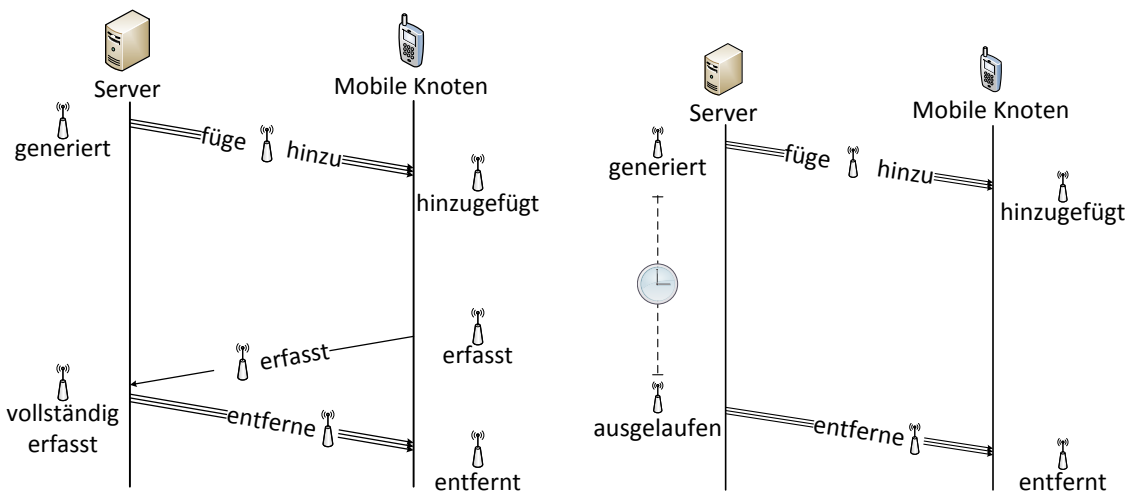 Server
Mobile Knoten
generiert
füge hinzu
hinzugefügt
erfasst
erfasst
vollständig
erfasst
entferne
entfernt
Server
Mobile Knoten
generiert
füge hinzu
hinzugefügt
ausgelaufen
entferne
entfernt